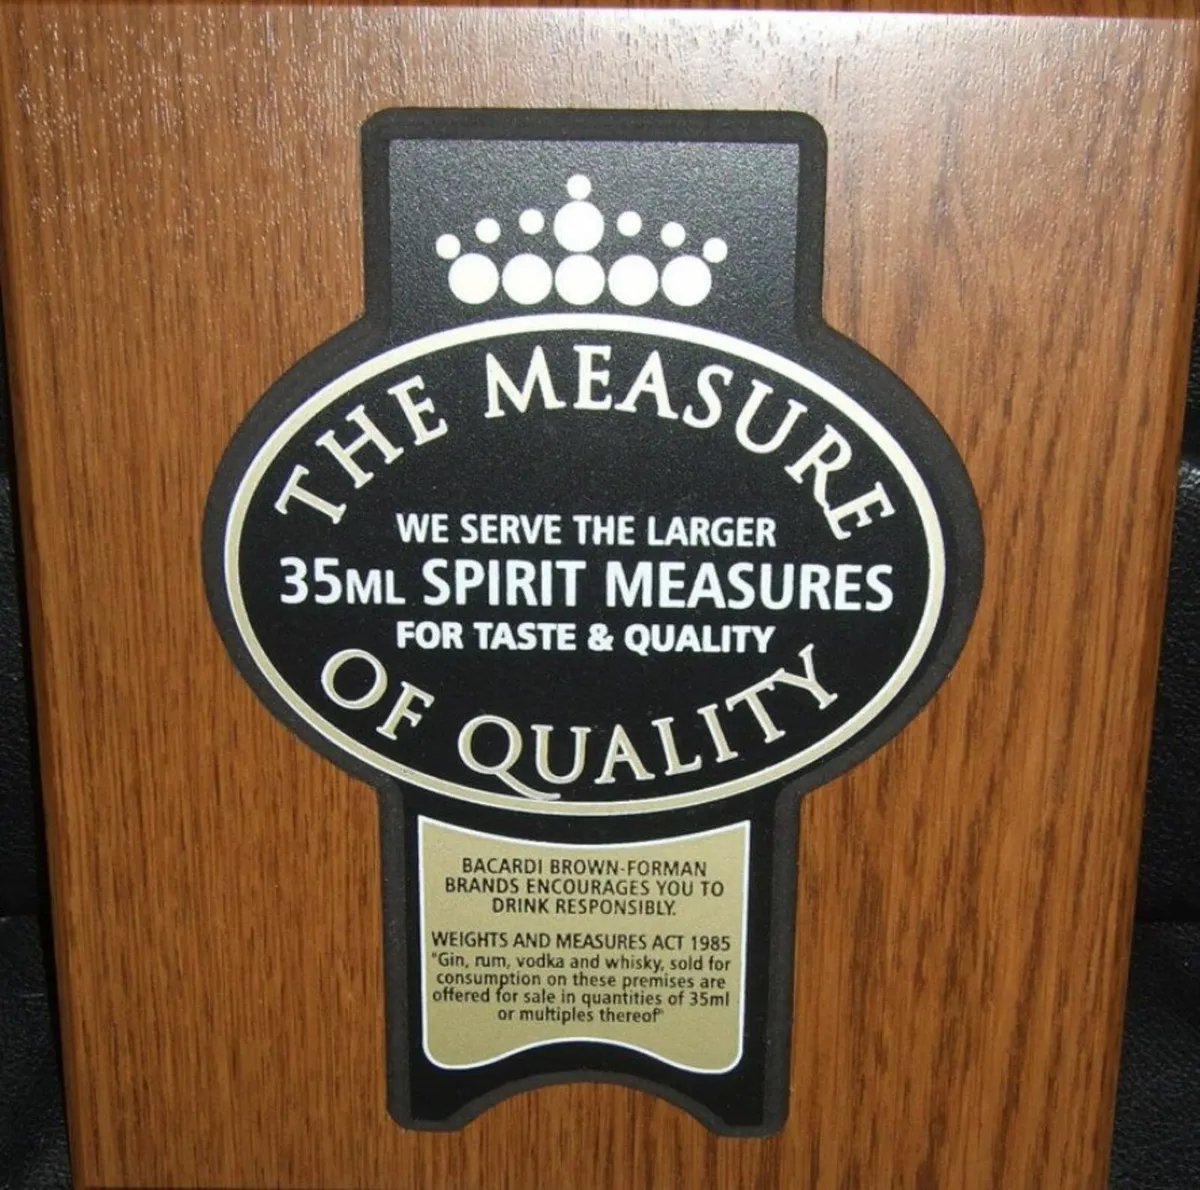 THE MEASURE
WE SERVE THE LARGER
35ML SPIRIT MEASURES
FOR TASTE & QUALITY
OF QUALITY
BACARDI BROWN-FORMAN
BRANDS ENCOURAGES YOU TO
DRINK RESPONSIBLY.
WEIGHTS AND MEASURES ACT 1985
"Gin, rum, vodka and whisky, sold for
consumption on these premises are
offered for sale in quantities of 35ml
or multiples thereof"